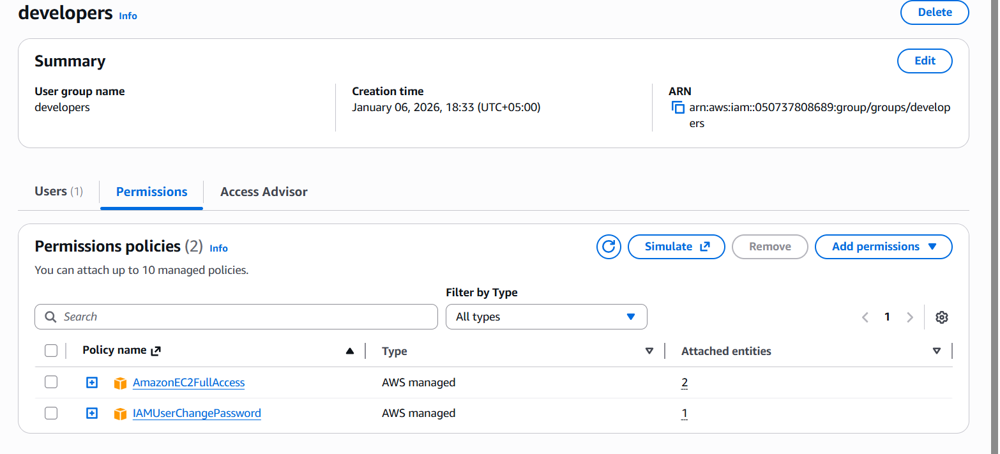 developers Info
Delete
Summary
Edit
User group name
developers
Creation time
January 06, 2026, 18:33 (UTC+05:00)
ARN
arn:aws:iam::050737808689:group/groups/develop
ers
Users (1)
Permissions
Access Advisor
Permissions policies (2) Info
Simulate
Remove
Add permissions
You can attach up to 10 managed policies.
Filter by Type
Search
All types
1
Policy name
Type
Attached entities
AmazonEC2FullAccess
AWS managed
2
IAMUserChangePassword
AWS managed
1